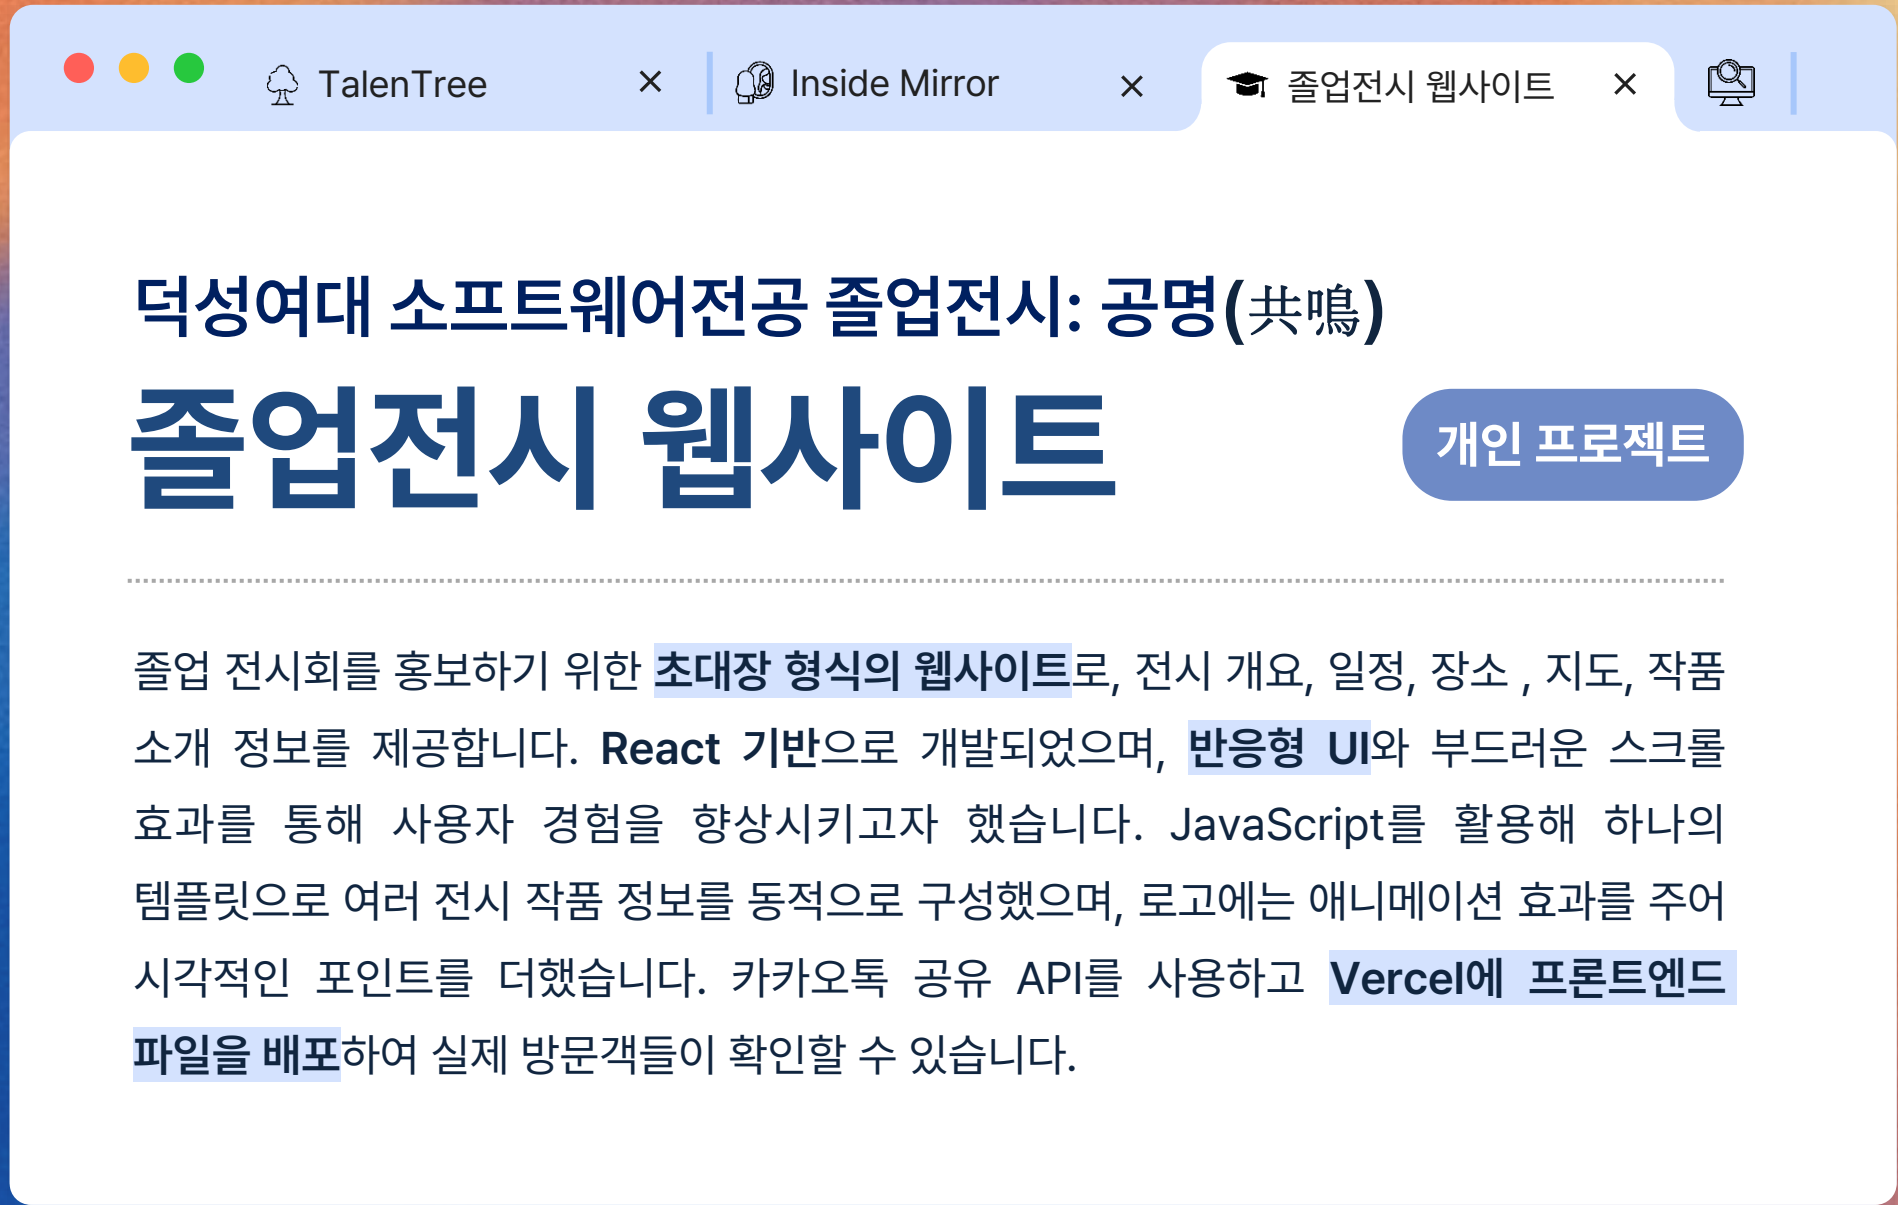 TalenTree
Inside Mirror
졸업전시 웹사이트
덕성여대 소프트웨어전공 졸업전시: 공명(共鳴)
졸업전시 웹사이트
개인 프로젝트
졸업 전시회를 홍보하기 위한 초대장 형식의 웹사이트로, 전시 개요, 일정, 장소 , 지도, 작품
소개 정보를 제공합니다. React 기반으로 개발되었으며, 반응형 UI와 부드러운 스크롤
효과를 통해 사용자 경험을 향상시키고자 했습니다. JavaScript를 활용해 하나의
템플릿으로 여러 전시 작품 정보를 동적으로 구성했으며, 로고에는 애니메이션 효과를 주어
시각적인 포인트를 더했습니다. 카카오톡 공유 API를 사용하고 Vercel에 프론트엔드
파일을 배포하여 실제 방문객들이 확인할 수 있습니다.